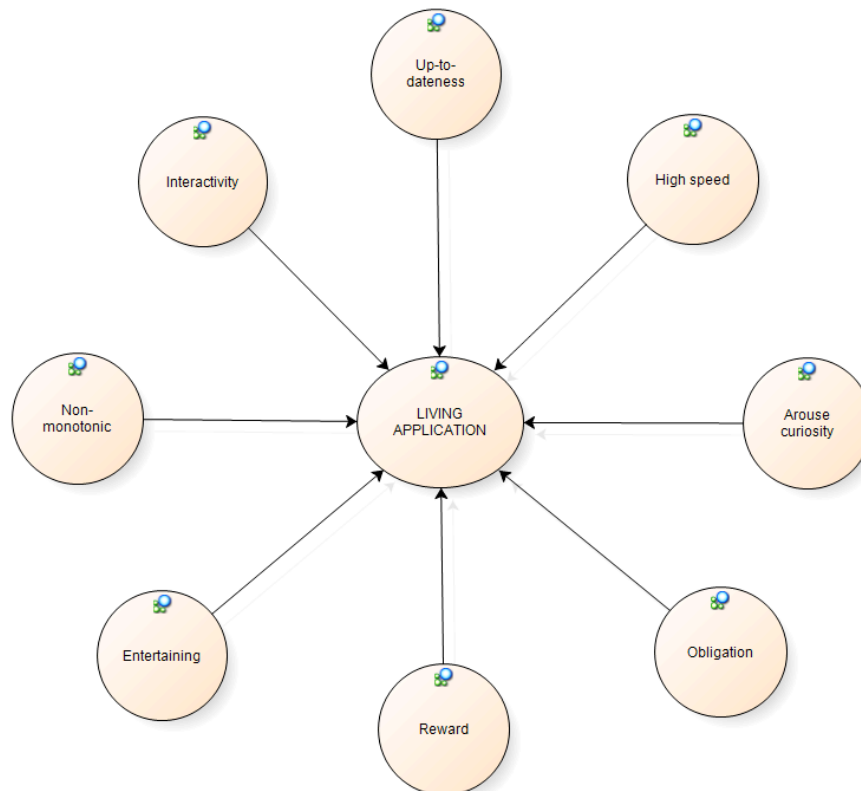 Up-to-
dateness
Interactivity
High speed
Non-
monotonic
LIVING
APPLICATION
Arouse
curiosity
Entertaining
Obligation
Reward